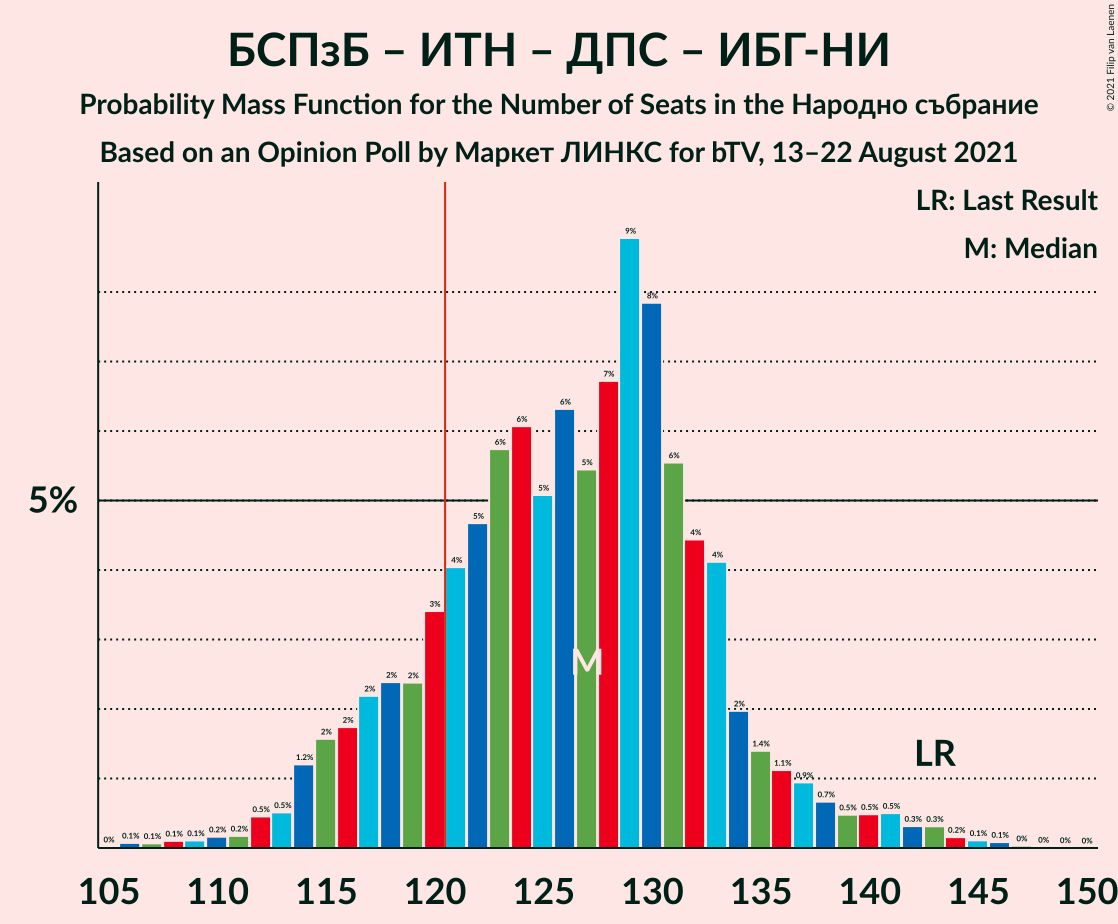 БСПзБ – ИТН – ДПС – ИБГ-НИ
Probability Mass Function for the Number of Seats in the Народно събрание
Based on an Opinion Poll by Маркет ЛИНКС for bTV, 13–22 August 2021
© 2021 Filip van Laenen
LR: Last Result
M: Median
5%
0% 0.1% 0.1% 0.1% 0.1% 0.2% 0.2% 0.5% 0.5% 1.2% 2% 2% 2% 2% 2% 3% 4% 5% 6% 6% 5% 6% 5% 7% 9% 8% 6% 4% 4% 2% 1.4% 1.1% 0.9% 0.7% 0.5% 0.5% 0.5% 0.3% 0.3% 0.2% 0.1% 0.1% 0% 0% 0% 0%
M
LR
105 110 115 120 125 130 135 140 145 150